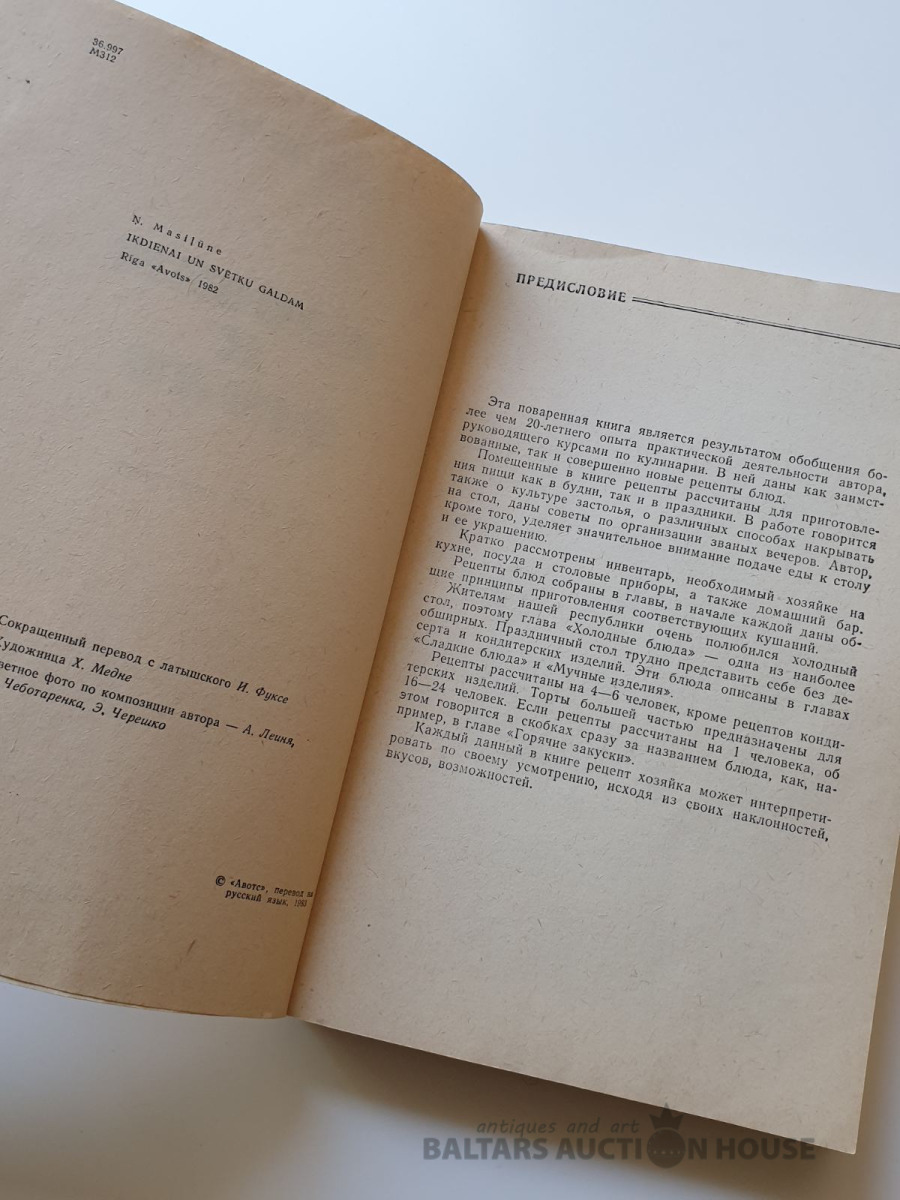 36.997
М312
Ņ. Masiļūne
IKDIENAI UN SVĒTKU GALDAM
Rīga «Avots» 1982
Сокращенный перевод с латышского И. Фуксе
Художница Х. Медне
ветное фото по композиции автора — А. Леиня,
Чеботаренка, Э. Черешко
© «Авотс», перевод на
русский язык,
ПРЕДИСЛОВИЕ
Эта поваренная книга является результатом обобщения бо-
лее чем 20-летнего опыта практической деятельности автора,
руководящего курсами по кулинарии. В ней даны как заимст-
вованные, так и совершенно новые рецепты блюд.
Помещенные в книге рецепты рассчитаны для приготовле-
ния пищи как в будни, так и в праздники. В работе говорится
также о культуре застолья, о различных способах накрывать
на стол, даны советы по организации званых вечеров. Автор,
кроме того, уделяет значительное внимание подаче еды к столу
и ее украшению.
Кратко рассмотрены инвентарь, необходимый хозяйке на
кухне, посуда и столовые приборы, а также домашний бар.
Рецепты блюд собраны в главы, в начале каждой даны об-
щие принципы приготовления соответствующих кушаний.
Жителям нашей республики очень полюбился холодный
стол, поэтому глава «Холодные блюда» — одна из наиболее
обширных. Праздничный стол трудно представить себе без де-
серта и кондитерских изделий. Эти блюда описаны в главах
«Сладкие блюда» и «Мучные изделия».
Рецепты рассчитаны на 4—6 человек, кроме рецептов конди-
терских изделий. Торты большей частью предназначены для
16—24 человек. Если рецепты рассчитаны на 1 человека, об
этом говорится в скобках сразу за названием блюда, как, на-
пример, в главе «Горячие закуски».
Каждый данный в книге рецепт хозяйка может интерпрети-
ровать по своему усмотрению, исходя из своих наклонностей,
вкусов, возможностей.
antiques and art
BALTARS AUCTION HOUSE